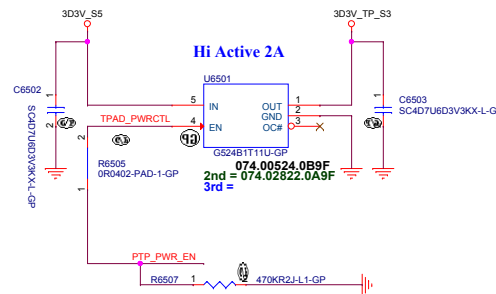 3D3V_S5
3D3V_TP_S3
Hi Active 2A
C6502
1
2
SC4D7U6D3V3KX-L-GP
U6501
5
IN
OUT
1
GND
2
TPAD_PWRCTL
4
EN
OC#
3
G524B1T11U-GP
074.00524.0B9F
2nd = 074.02822.0A9F
3rd =
1
2
C6503
SC4D7U6D3V3KX-L-G
2
R6505
0R0402-PAD-1-GP
1
PTP_PWR_EN
R6507
1
2
470KR2J-L1-GP